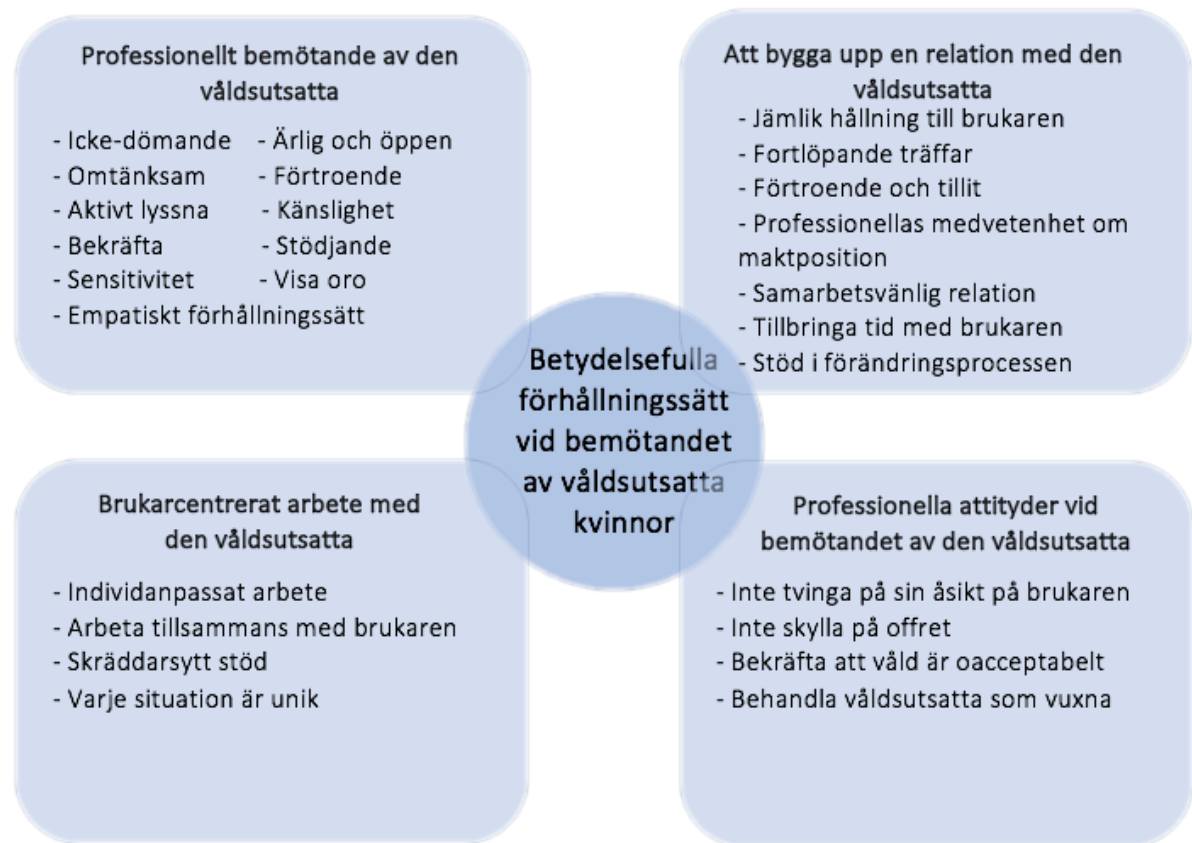 Professionellt bemötande av den
våldsutsatta
- Icke-dömande - Ärlig och öppen
- Omtänksam - Förtroende
- Aktivt lyssna - Känslighet
- Bekräfta - Stödjande
- Sensitivitet - Visa oro
- Empatiskt förhållningssätt
Att bygga upp en relation med den
våldsutsatta
- Jämlik hållning till brukaren
- Fortlöpande träffar
- Förtroende och tillit
- Professionellas medvetenhet om
maktposition
- Samarbetsvänlig relation
- Tillbringa tid med brukaren
- Stöd i förändringsprocessen
Betydelsefulla
förhållningssätt
vid bemötandet
av våldsutsatta
kvinnor
Brukarcentrerat arbete med
den våldsutsatta
- Individanpassat arbete
- Arbeta tillsammans med brukaren
- Skräddarsytt stöd
- Varje situation är unik
Professionella attityder vid
bemötandet av den våldsutsatta
- Inte tvinga på sin åsikt på brukaren
- Inte skylla på offret
- Bekräfta att våld är oacceptabelt
- Behandla våldsutsatta som vuxna